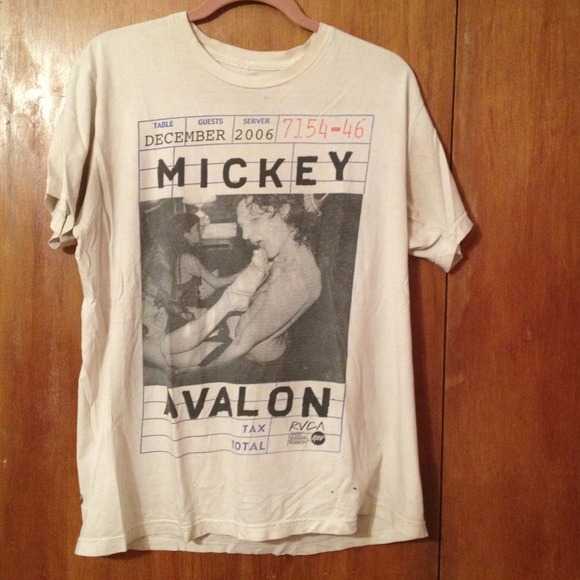 TABLE GUESTS SERVER
DECEMBER 2006 7154-46
MICKEY
AVALON
TAX RVCA
TOTAL